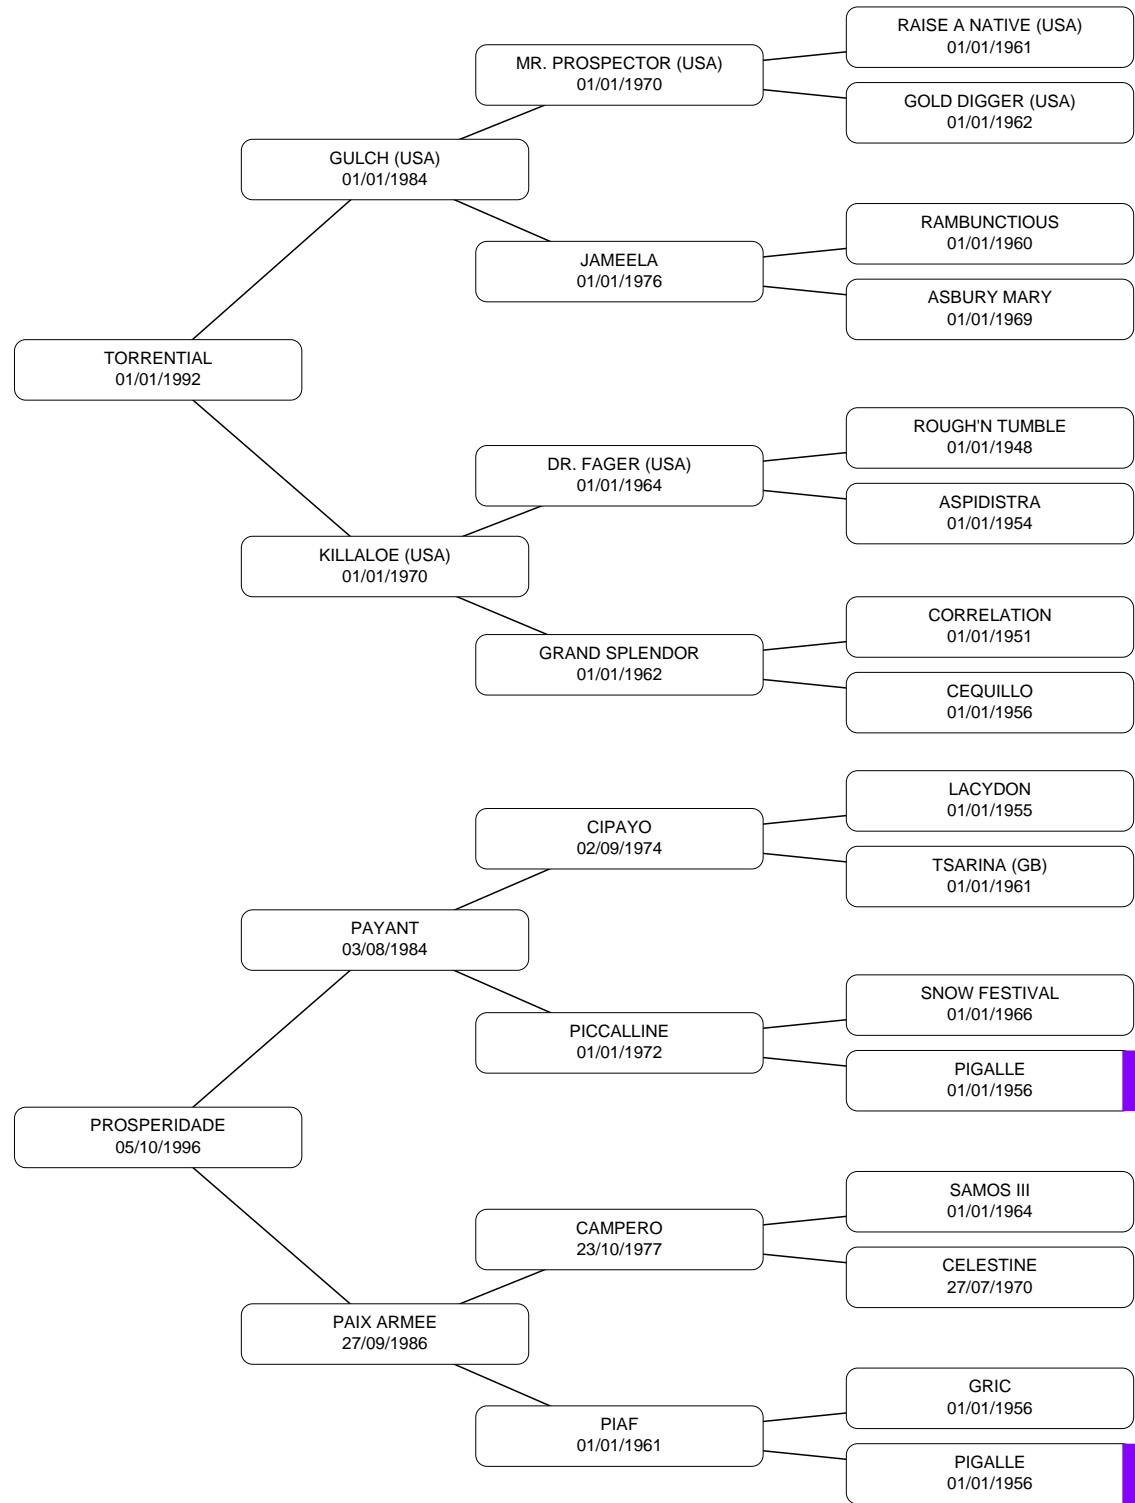 RAISE A NATIVE (USA)
01/01/1961
MR. PROSPECTOR (USA)
01/01/1970
GOLD DIGGER (USA)
01/01/1962
GULCH (USA)
01/01/1984
RAMBUNCTIOUS
01/01/1960
JAMEELA
01/01/1976
ASBURY MARY
01/01/1969
TORRENTIAL
01/01/1992
ROUGH'N TUMBLE
01/01/1948
DR. FAGER (USA)
01/01/1964
ASPIDISTRA
01/01/1954
KILLALOE (USA)
01/01/1970
CORRELATION
01/01/1951
GRAND SPLENDOR
01/01/1962
CEQUILLO
01/01/1956
LACYDON
01/01/1955
CIPAYO
02/09/1974
TSARINA (GB)
01/01/1961
PAYANT
03/08/1984
SNOW FESTIVAL
01/01/1966
PICCALLINE
01/01/1972
PIGALLE
01/01/1956
PROSPERIDADE
05/10/1996
SAMOS III
01/01/1964
CAMPERO
23/10/1977
CELESTINE
27/07/1970
PAIX ARMEE
27/09/1986
GRIC
01/01/1956
PIAF
01/01/1961
PIGALLE
01/01/1956